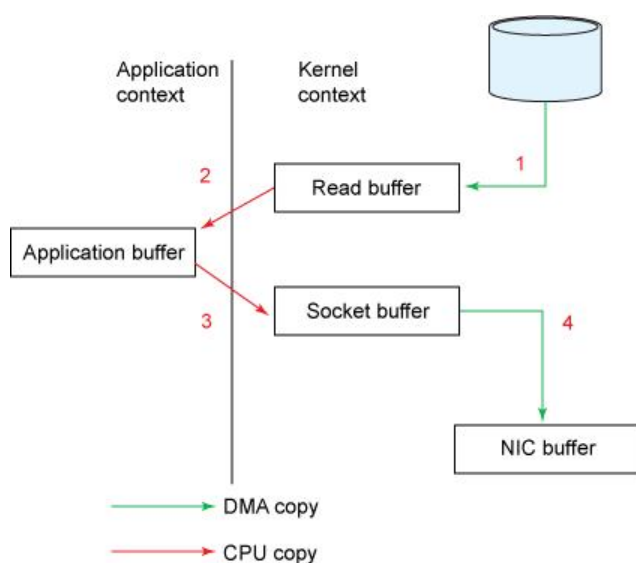 Application
context
Kernel
context
1
2
Read buffer
Application buffer
3
Socket buffer
4
NIC buffer
DMA copy
CPU copy